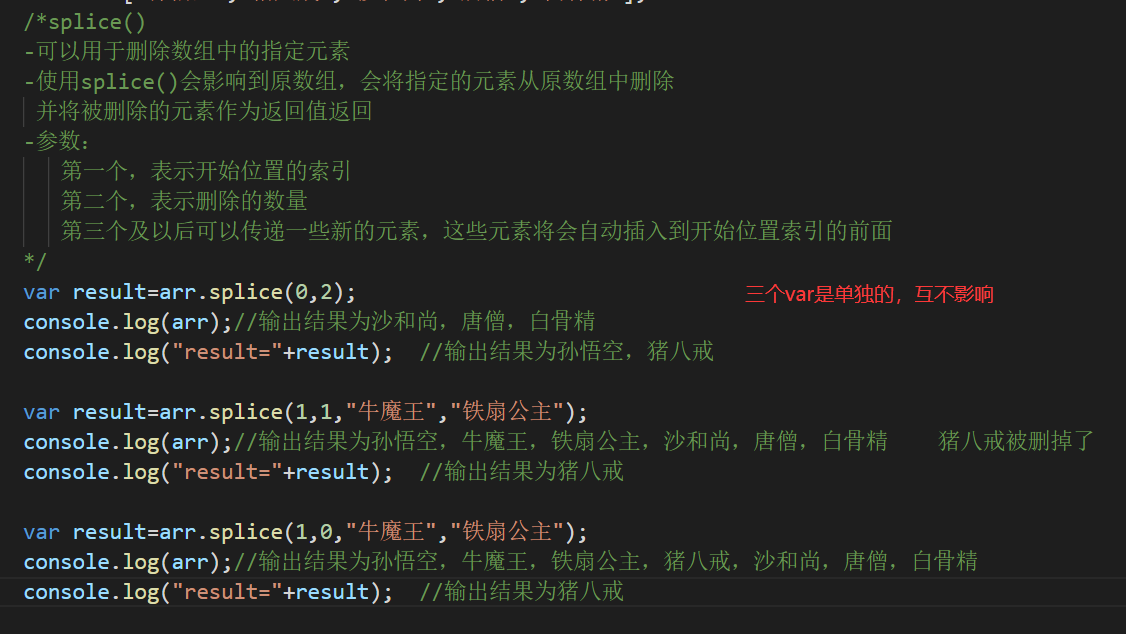 /*splice()
-可以用于删除数组中的指定元素
-使用splice()会影响到原数组，会将指定的元素从原数组中删除
并将被删除的元素作为返回值返回
-参数：
第一个，表示开始位置的索引
第二个，表示删除的数量
第三个及以后可以传递一些新的元素，这些元素将会自动插入到开始位置索引的前面
*/
var result=arr.splice(0,2); 三个var是单独的，互不影响
console.log(arr);//输出结果为沙和尚，唐僧，白骨精
console.log("result="+result); //输出结果为孙悟空，猪八戒
var result=arr.splice(1,1,"牛魔王","铁扇公主");
console.log(arr);//输出结果为孙悟空，牛魔王，铁扇公主，沙和尚，唐僧，白骨精 猪八戒被删掉了
console.log("result="+result); //输出结果为猪八戒
var result=arr.splice(1,0,"牛魔王","铁扇公主");
console.log(arr);//输出结果为孙悟空，牛魔王，铁扇公主，猪八戒，沙和尚，唐僧，白骨精
console.log("result="+result); //输出结果为猪八戒